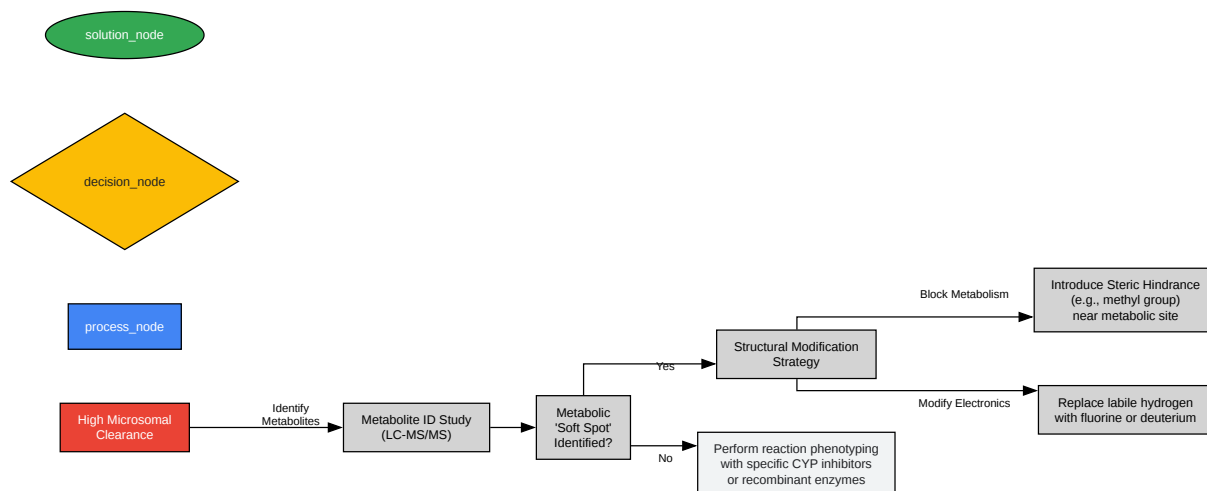 solution_node
decision_node
process_node
High Microsomal
Clearance
Identify
Metabolites
Metabolite ID Study
(LC-MS/MS)
Metabolic
'Soft Spot'
Identified?
Yes
No
Structural Modification
Strategy
Perform reaction phenotyping
with specific CYP inhibitors
or recombinant enzymes
Block Metabolism
Introduce Steric Hindrance
(e.g., methyl group)
near metabolic site
Modify Electronics
Replace labile hydrogen
with fluorine or deuterium